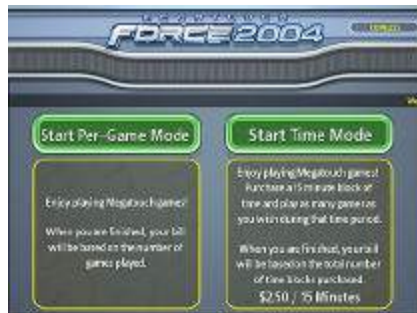 MEGATOUCH
FORCE 2004
Start Per-Game Mode
Start Time Mode
Enjoy playing Megatouch games!
When you are finished, your bill
will be based on the number of
games played.
Enjoy playing Megatouch games!
Purchase a 15 minute block of
time and play as many games as
you wish during that time period.
When you are finished, your bill
will be based on the total number
of time blocks purchased.
$2.50 / 15 Minutes